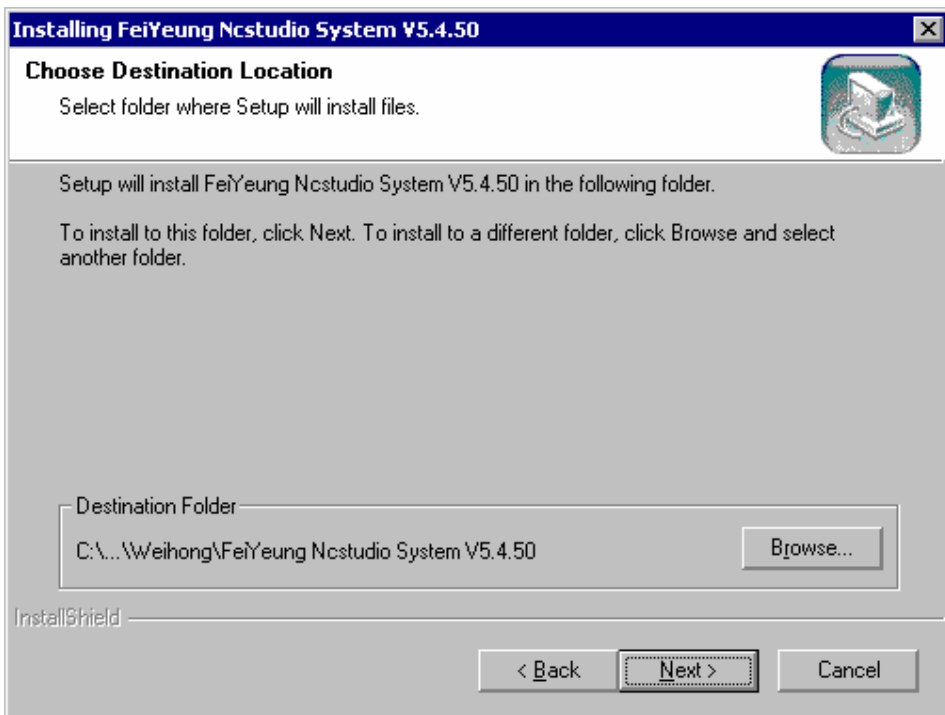 Installing FeiYeung Ncstudio System V5.4.50
Choose Destination Location
Select folder where Setup will install files.
Setup will install FeiYeung Ncstudio System V5.4.50 in the following folder.
To install to this folder, click Next. To install to a different folder, click Browse and select
another folder.
Destination Folder
C:\...\Weihong\FeiYeung Ncstudio System V5.4.50
Browse...
InstallShield
< Back
Next >
Cancel